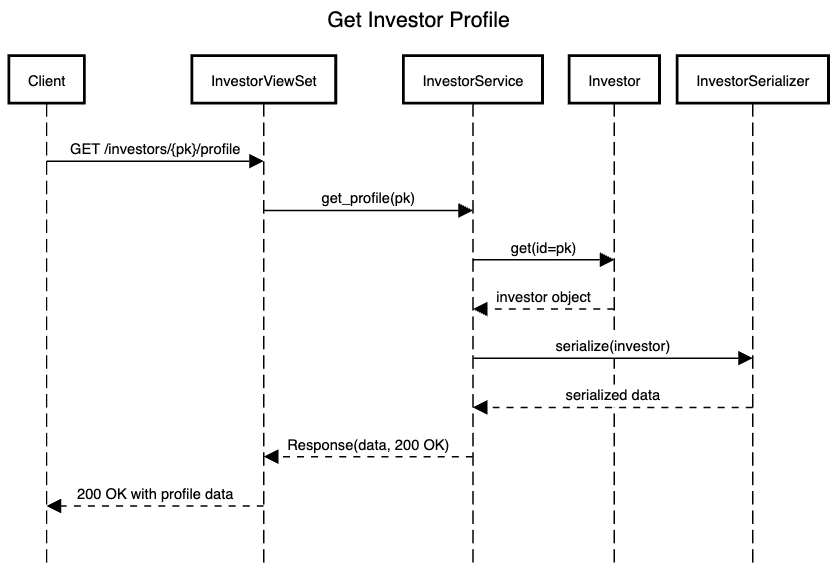 Get Investor Profile
Client
InvestorViewSet
InvestorService
Investor
InvestorSerializer
GET /investors/{pk}/profile
get_profile(pk)
get(id=pk)
investor object
serialize(investor)
serialized data
Response(data, 200 OK)
200 OK with profile data